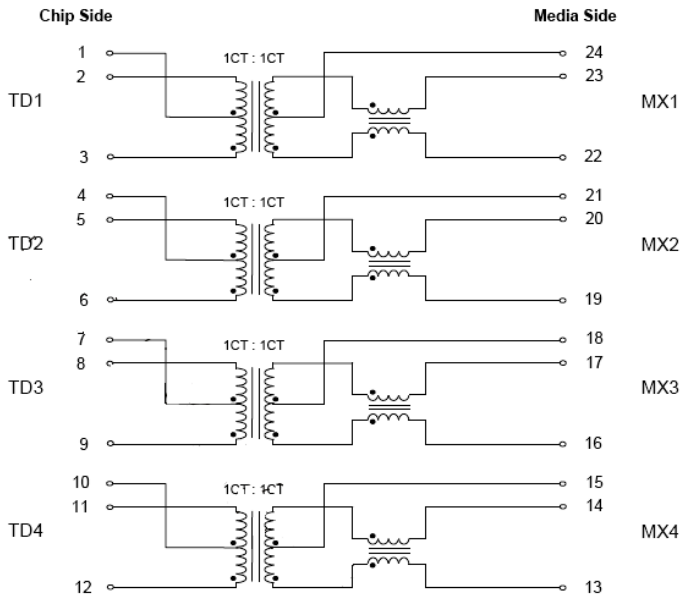 Chip Side Media Side
1 1CT : 1CT 24
2 23
TD1 MX1
3 22
4 1CT : 1CT 21
5 20
TD2 MX2
6 19
7 1CT : 1CT 18
8 17
TD3 MX3
9 16
10 1CT : 1CT 15
11 14
TD4 MX4
12 13